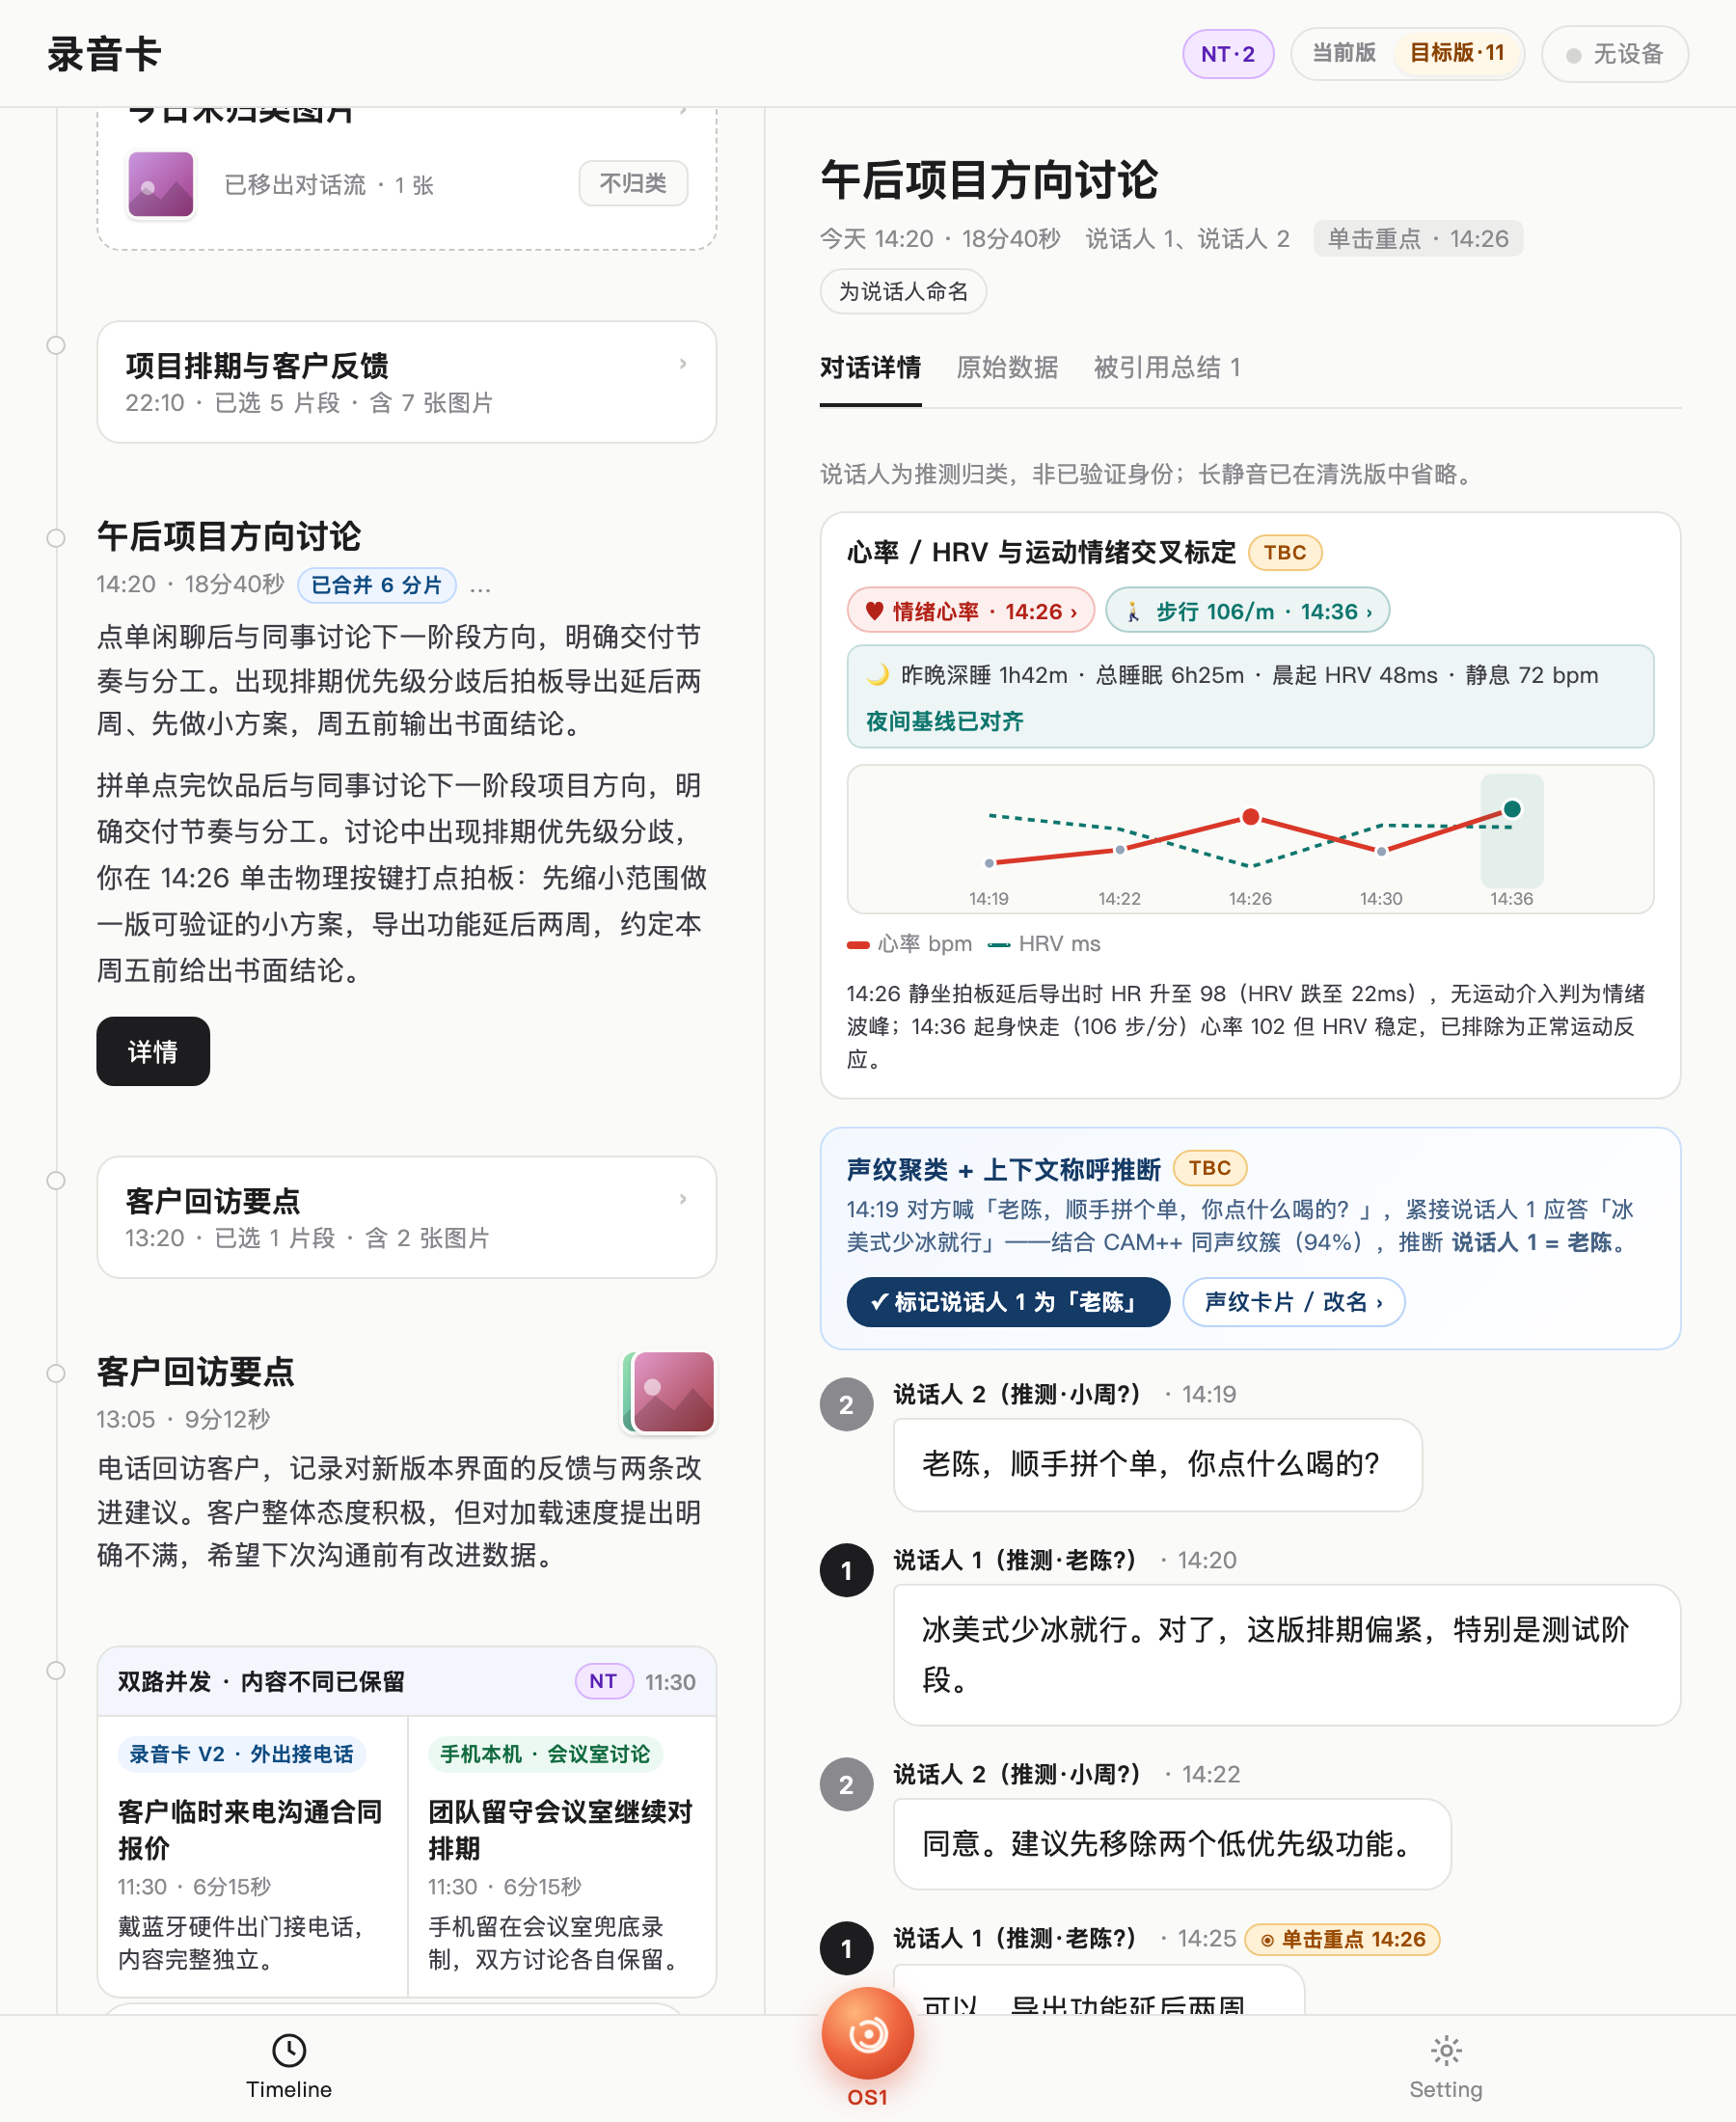 录音卡
NT·2
当前版
目标版·11
无设备
今日未归类图片
已移出对话流 · 1 张
不归类
项目排期与客户反馈
22:10 · 已选 5 片段 · 含 7 张图片
午后项目方向讨论
14:20 · 18分40秒 已合并 6 分片 ...
点单闲聊后与同事讨论下一阶段方向，明确交付节
奏与分工。出现排期优先级分歧后拍板导出延后两
周、先做小方案，周五前输出书面结论。
拼单点完饮品后与同事讨论下一阶段项目方向，明
确交付节奏与分工。讨论中出现排期优先级分歧，
你在 14:26 单击物理按键打点拍板：先缩小范围做
一版可验证的小方案，导出功能延后两周，约定本
周五前给出书面结论。
详情
客户回访要点
13:20 · 已选 1 片段 · 含 2 张图片
客户回访要点
13:05 · 9分12秒
电话回访客户，记录对新版本界面的反馈与两条改
进建议。客户整体态度积极，但对加载速度提出明
确不满，希望下次沟通前有改进数据。
双路并发 · 内容不同已保留 NT 11:30
录音卡 V2 · 外出接电话
客户临时来电沟通合同
报价
11:30 · 6分15秒
戴蓝牙硬件出门接电话，
内容完整独立。
手机本机 · 会议室讨论
团队留守会议室继续对
排期
11:30 · 6分15秒
手机留在会议室兜底录
制，双方讨论各自保留。
午后项目方向讨论
今天 14:20 · 18分40秒 说话人 1、说话人 2 单击重点 · 14:26
为说话人命名
对话详情 原始数据 被引用总结 1
说话人为推测归类，非已验证身份；长静音已在清洗版中省略。
心率 / HRV 与运动情绪交叉标定 TBC
♥ 情绪心率 · 14:26 › 🚶 步行 106/m · 14:36 ›
🌙 昨晚深睡 1h42m · 总睡眠 6h25m · 晨起 HRV 48ms · 静息 72 bpm
夜间基线已对齐
14:19 14:22 14:26 14:30 14:36
心率 bpm HRV ms
14:26 静坐拍板延后导出时 HR 升至 98（HRV 跌至 22ms），无运动介入判为情绪
波峰；14:36 起身快走（106 步/分）心率 102 但 HRV 稳定，已排除为正常运动反
应。
声纹聚类 + 上下文称呼推断 TBC
14:19 对方喊「老陈，顺手拼个单，你点什么喝的？」，紧接说话人 1 应答「冰
美式少冰就行」——结合 CAM++ 同声纹簇（94%），推断 说话人 1 = 老陈。
✓ 标记说话人 1 为「老陈」 声纹卡片 / 改名 ›
2 说话人 2（推测·小周?） · 14:19
老陈，顺手拼个单，你点什么喝的？
1 说话人 1（推测·老陈?） · 14:20
冰美式少冰就行。对了，这版排期偏紧，特别是测试阶
段。
2 说话人 2（推测·小周?） · 14:22
同意。建议先移除两个低优先级功能。
1 说话人 1（推测·老陈?） · 14:25 ◉ 单击重点 14:26
可以，导出功能延后两周
Timeline
OS1
Setting